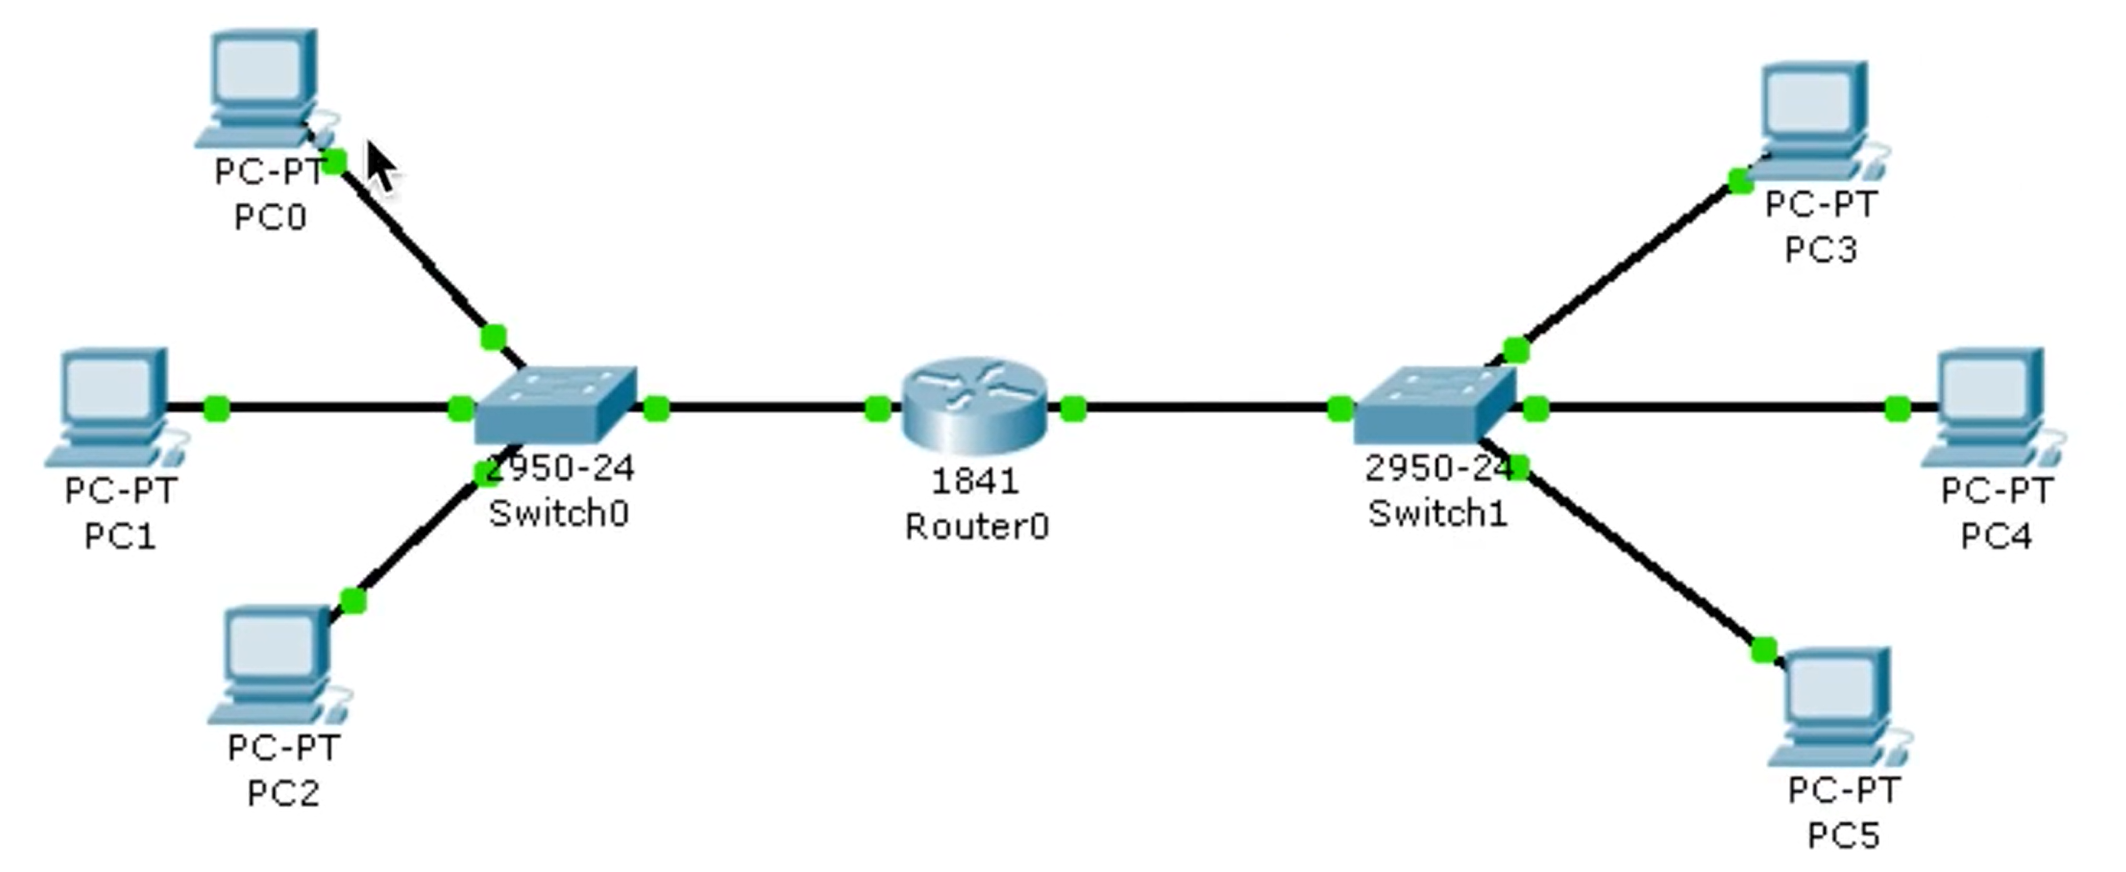 PC-PT
PC0
PC-PT
PC3
PC-PT
PC1
2950-24
Switch0
1841
Router0
2950-24
Switch1
PC-PT
PC4
PC-PT
PC2
PC-PT
PC5